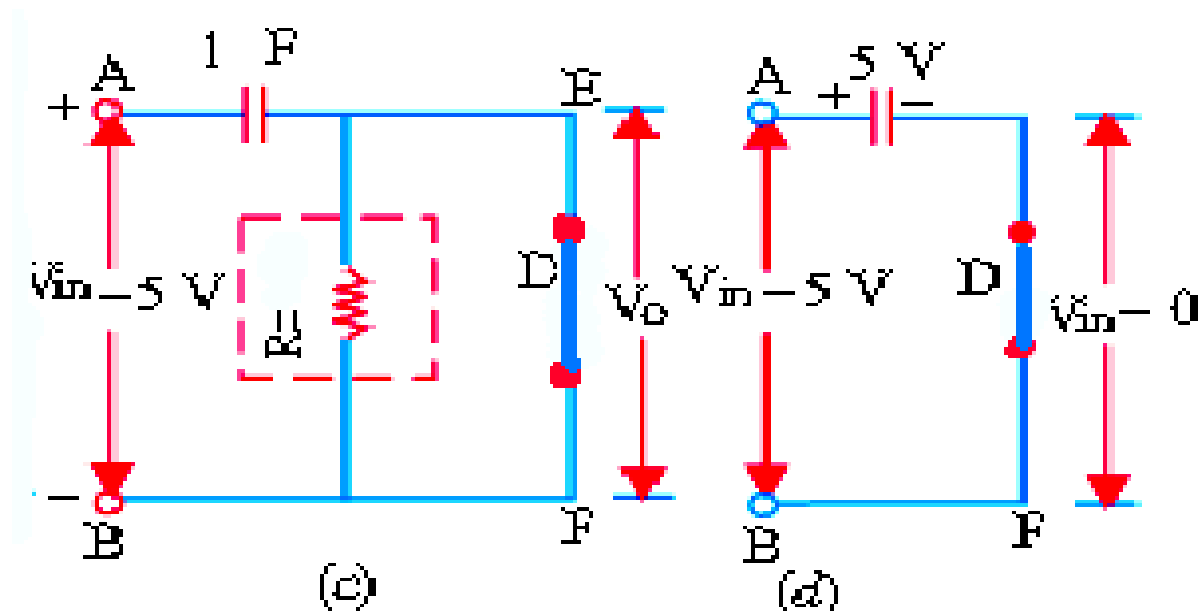 1 F
A
+
E
Vin – 5 V
R
D
Vo
–
B
F
(c)
A
5 V
+ –
Vin – 5 V
D
Vin – 0
B
F
(d)